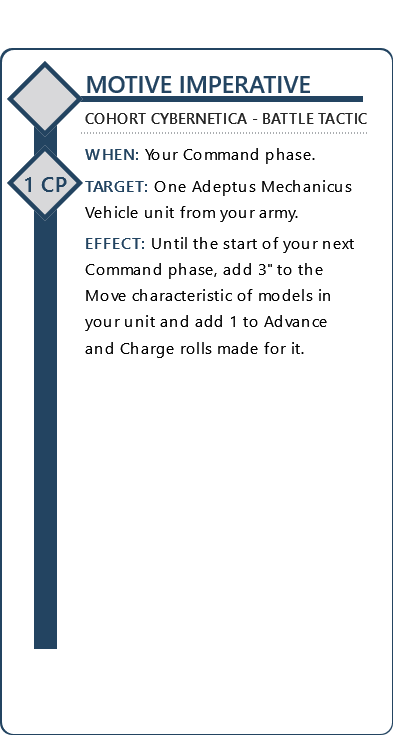 MOTIVE IMPERATIVE
COHORT CYBERNETICA - BATTLE TACTIC
WHEN: Your Command phase.
1 CP
TARGET: One Adeptus Mechanicus
Vehicle unit from your army.
EFFECT: Until the start of your next
Command phase, add 3" to the
Move characteristic of models in
your unit and add 1 to Advance
and Charge rolls made for it.